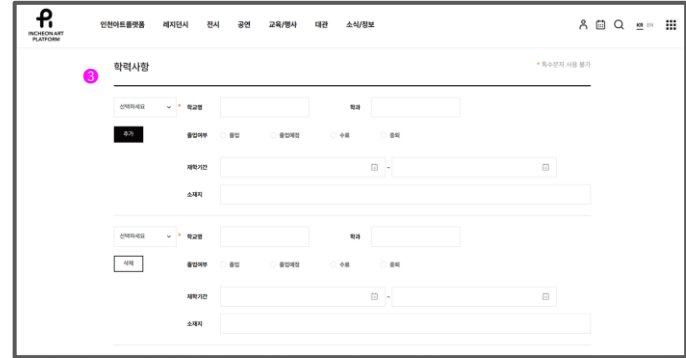 INCHEON ART
PLATFORM
인천아트플랫폼 레지던시 전시 공연 교육/행사 대관 소식/정보
KR EN
3
학력사항
* 특수문자 사용 불가
선택하세요 * 학교명 학과
추가
졸업여부 졸업 졸업예정 수료 중퇴
재학기간 ~
소재지
선택하세요 * 학교명 학과
삭제
졸업여부 졸업 졸업예정 수료 중퇴
재학기간 ~
소재지